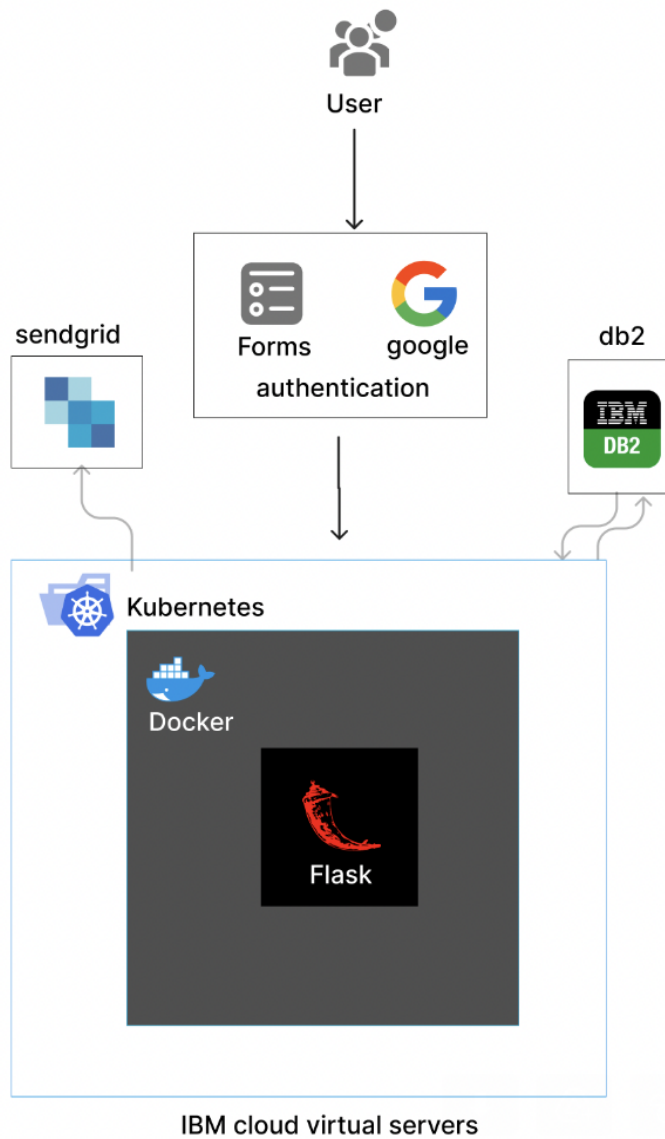 User
Forms
google
authentication
sendgrid
db2
IBM
DB2
Kubernetes
Docker
Flask
IBM cloud virtual servers